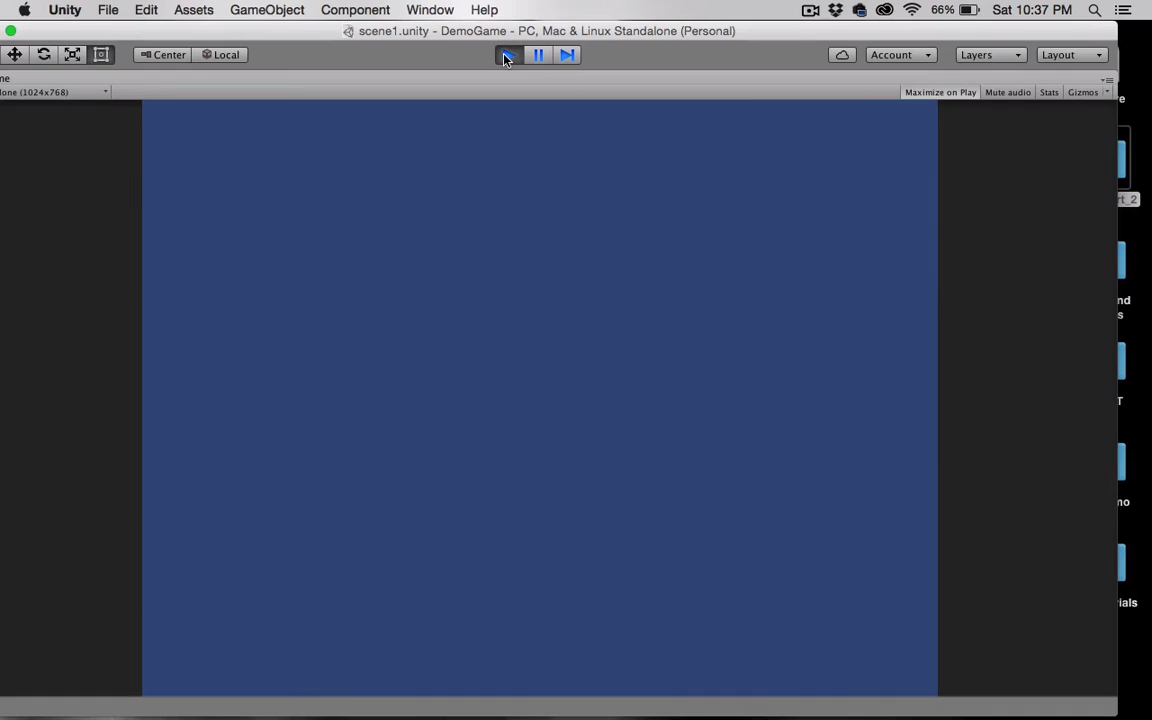 Unity File Edit Assets GameObject Component Window Help 66% Sat 10:37 PM
scene1.unity - DemoGame - PC, Mac & Linux Standalone (Personal)
Center Local Account Layers Layout
Maximize on Play Mute audio Stats Gizmos
(1024x768)